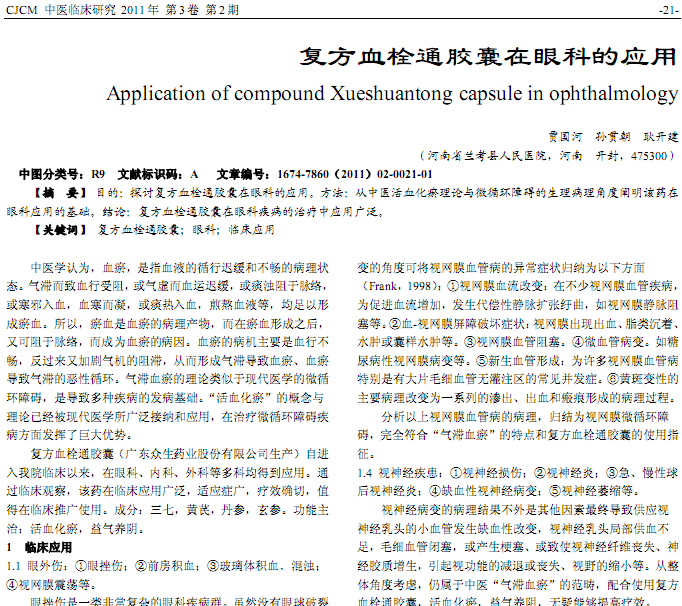 CJCM 中医临床研究 2011 年 第 3 卷 第 2 期 -21-
复方血栓通胶囊在眼科的应用
Application of compound Xueshuantong capsule in ophthalmology
贾国河 孙贯朝 耿开建
（河南省兰考县人民医院，河南 开封，475300）
中图分类号：R9 文献标识码：A 文章编号：1674-7860（2011）02-0021-01
【摘 要】目的：探讨复方血栓通胶囊在眼科的应用。方法：从中医活血化瘀理论与微循环障碍的生理病理角度阐明该药在
眼科应用的基础。结论：复方血栓通胶囊在眼科疾病的治疗中应用广泛。
【关键词】复方血栓通胶囊；眼科；临床应用
中医学认为，血瘀，是指血液的循行迟缓和不畅的病理状
态。气滞而致血行受阻，或气虚而血运迟缓，或痰浊阻于脉络，
或寒邪入血，血寒而凝，或痰热入血，煎熬血液等，均足以形
成瘀血。所以，瘀血是血瘀的病理产物，而在瘀血形成之后，
又可阻于脉络，而成为血瘀的病因。血瘀的病机主要是血行不
畅，反过来又加剧气机的阻滞，从而形成气滞导致血瘀、血瘀
导致气滞的恶性循环。气滞血瘀的理论类似于现代医学的微循
环障碍，是导致多种疾病的发病基础。“活血化瘀”的概念与
理论已经被现代医学所广泛接纳和应用，在治疗微循环障碍疾
病方面发挥了巨大优势。
复方血栓通胶囊（广东众生药业股份有限公司生产）自进
入我院临床以来，在眼科、内科、外科等多科均得到应用。通
过临床观察，该药在临床应用广泛，适应症广，疗效确切，值
得在临床推广使用。成分：三七，黄芪，丹参，玄参。功能主
治：活血化瘀，益气养阴。
1 临床应用
1.1 眼外伤：①眼挫伤；②前房积血；③玻璃体积血、混浊；
④视网膜震荡等。
眼挫伤是一类非常复杂的眼科疾病群，虽然没有眼球破裂
变的角度可将视网膜血管病的异常症状归纳为以下方面
（Frank，1998）：①视网膜血流改变：在不少视网膜血管疾病，
为促进血流增加，发生代偿性静脉扩张纡曲，如视网膜静脉阻
塞等。②血-视网膜屏障破坏症状：视网膜出现出血、脂类沉着、
水肿或囊样水肿等。③视网膜血管阻塞。④微血管病变。如糖
尿病性视网膜病变等。⑤新生血管形成：为许多视网膜血管病
特别是有大片毛细血管无灌注区的常见并发症。⑥黄斑变性的
主要病理改变为一系列的渗出、出血和瘢痕形成的病理过程。
分析以上视网膜血管病的病理，归结为视网膜微循环障
碍，完全符合“气滞血瘀”的特点和复方血栓通胶囊的使用指
征。
1.4 视神经疾患：①视神经损伤；②视神经炎；③急、慢性球
后视神经炎；④缺血性视神经病变；⑤视神经萎缩等。
视神经病变的病理结果不外是其他因素最终导致供应视
神经乳头的小血管发生缺血性改变，视神经乳头局部供血不
足，毛细血管闭塞，或产生梗塞、或致使视神经纤维丧失、神
经胶质增生，引起视功能的减退或丧失、视野的缩小等。从整
体角度考虑，仍属于中医“气滞血瘀”的范畴，配合使用复方
血栓通胶囊，活血化瘀，益气养阴，无疑能够提高疗效。